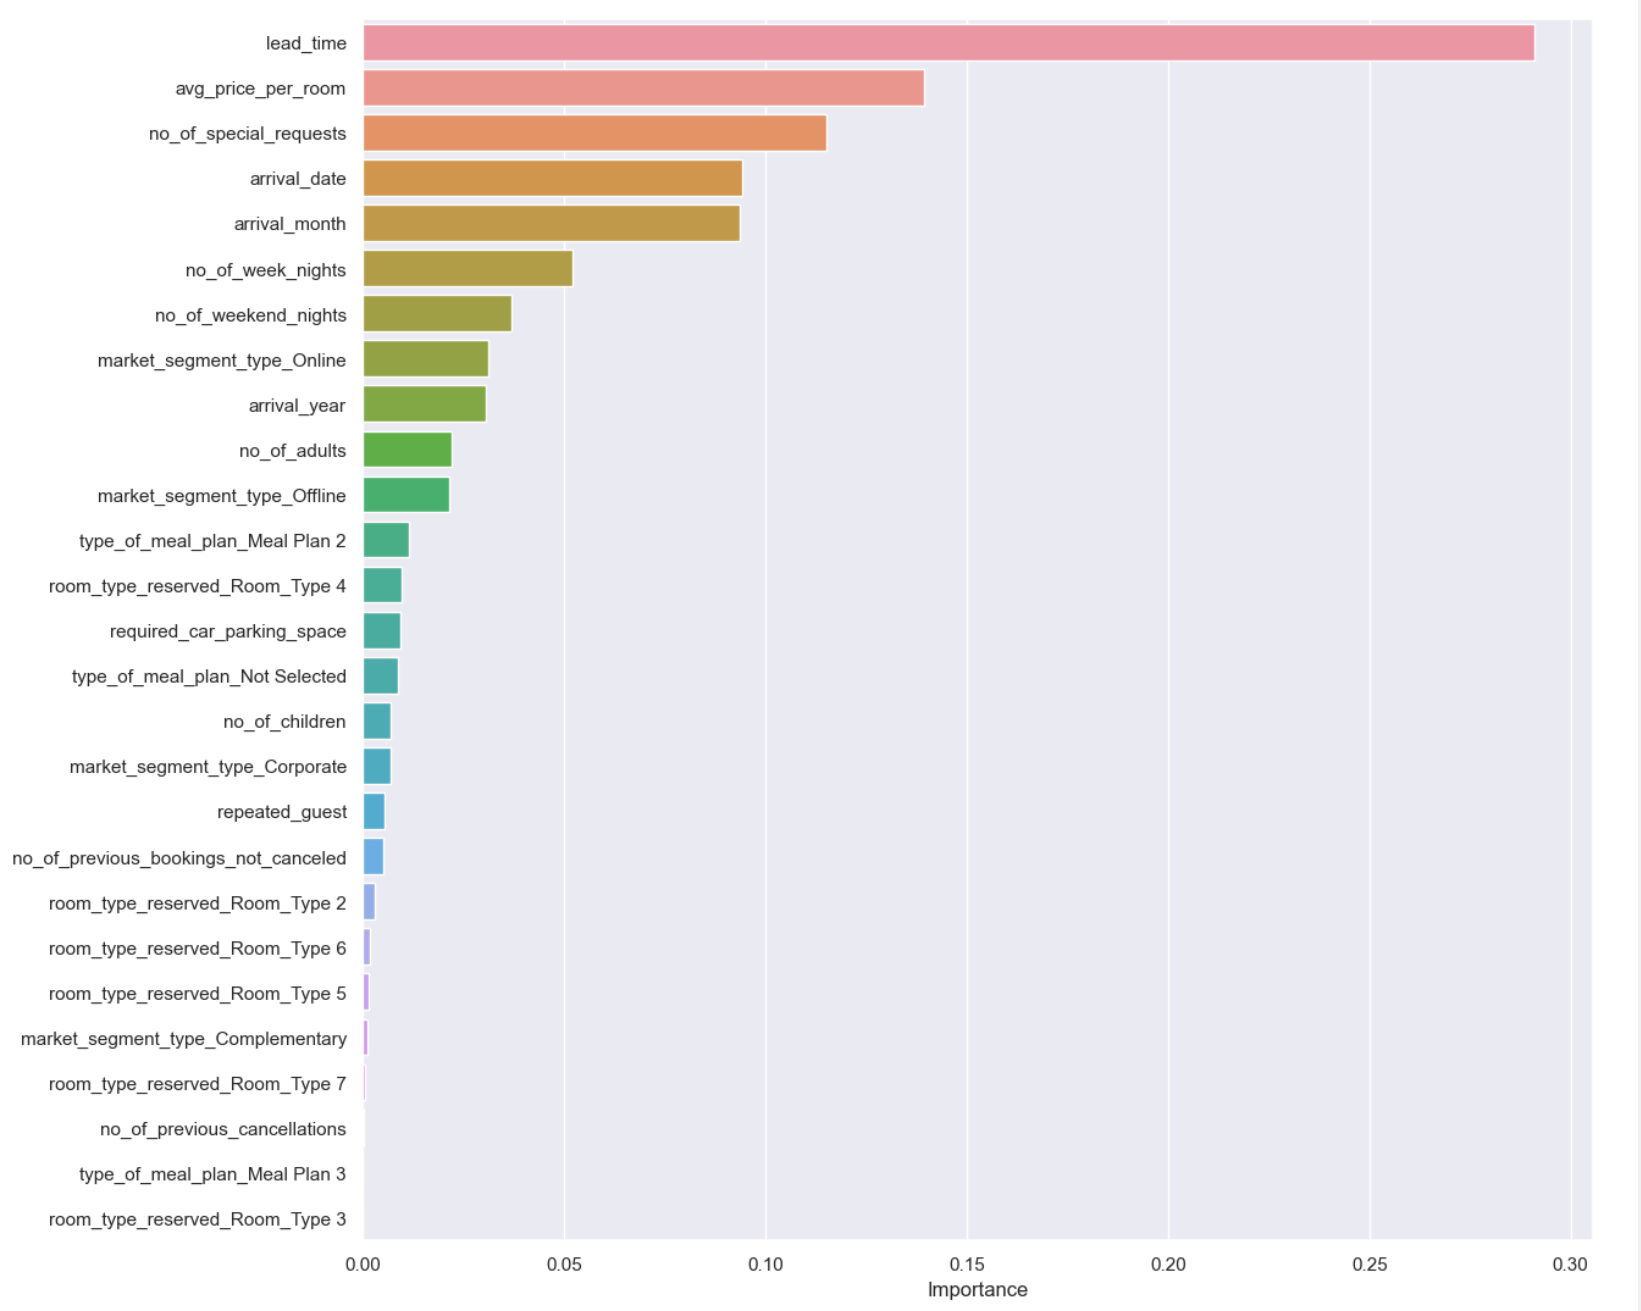 lead_time
avg_price_per_room
no_of_special_requests
arrival_date
arrival_month
no_of_week_nights
no_of_weekend_nights
market_segment_type_Online
arrival_year
no_of_adults
market_segment_type_Offline
type_of_meal_plan_Meal Plan 2
room_type_reserved_Room_Type 4
required_car_parking_space
type_of_meal_plan_Not Selected
no_of_children
market_segment_type_Corporate
repeated_guest
no_of_previous_bookings_not_canceled
room_type_reserved_Room_Type 2
room_type_reserved_Room_Type 6
room_type_reserved_Room_Type 5
market_segment_type_Complementary
room_type_reserved_Room_Type 7
no_of_previous_cancellations
type_of_meal_plan_Meal Plan 3
room_type_reserved_Room_Type 3
0.00 0.05 0.10 0.15 0.20 0.25 0.30
Importance